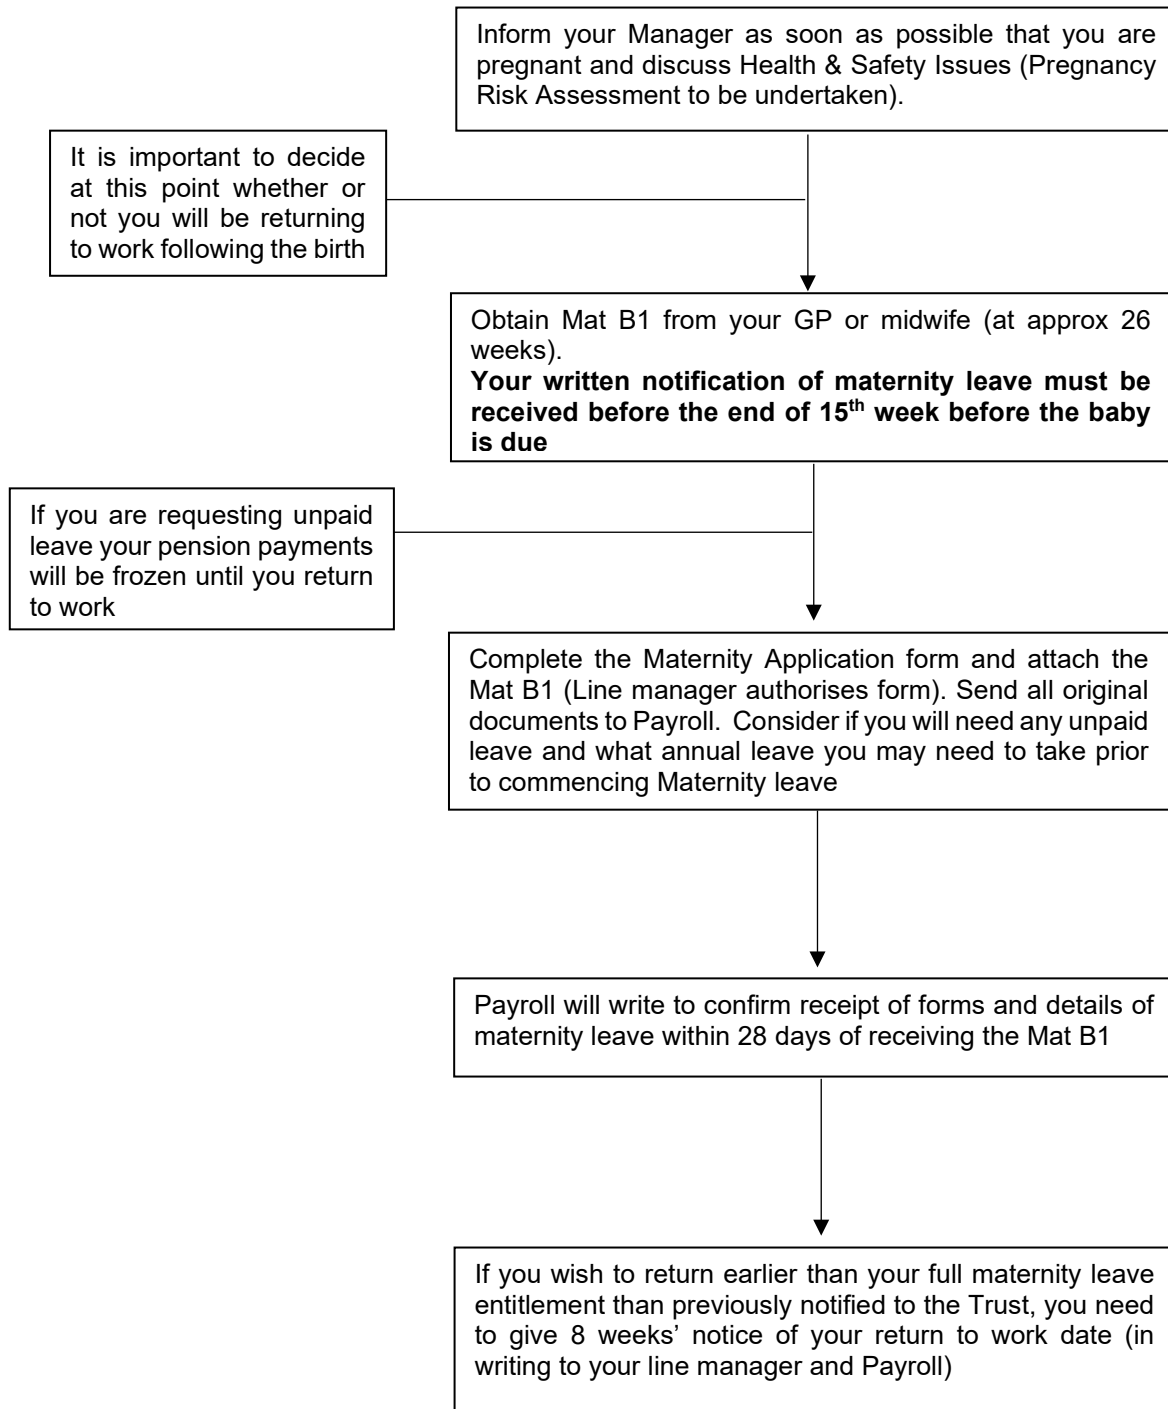 Inform your Manager as soon as possible that you are
pregnant and discuss Health & Safety Issues (Pregnancy
Risk Assessment to be undertaken).
It is important to decide
at this point whether or
not you will be returning
to work following the birth
Obtain Mat B1 from your GP or midwife (at approx 26
weeks).
Your written notification of maternity leave must be
received before the end of 15th week before the baby
is due
If you are requesting unpaid
leave your pension payments
will be frozen until you return
to work
Complete the Maternity Application form and attach the
Mat B1 (Line manager authorises form). Send all original
documents to Payroll. Consider if you will need any unpaid
leave and what annual leave you may need to take prior
to commencing Maternity leave
Payroll will write to confirm receipt of forms and details of
maternity leave within 28 days of receiving the Mat B1
If you wish to return earlier than your full maternity leave
entitlement than previously notified to the Trust, you need
to give 8 weeks’ notice of your return to work date (in
writing to your line manager and Payroll)